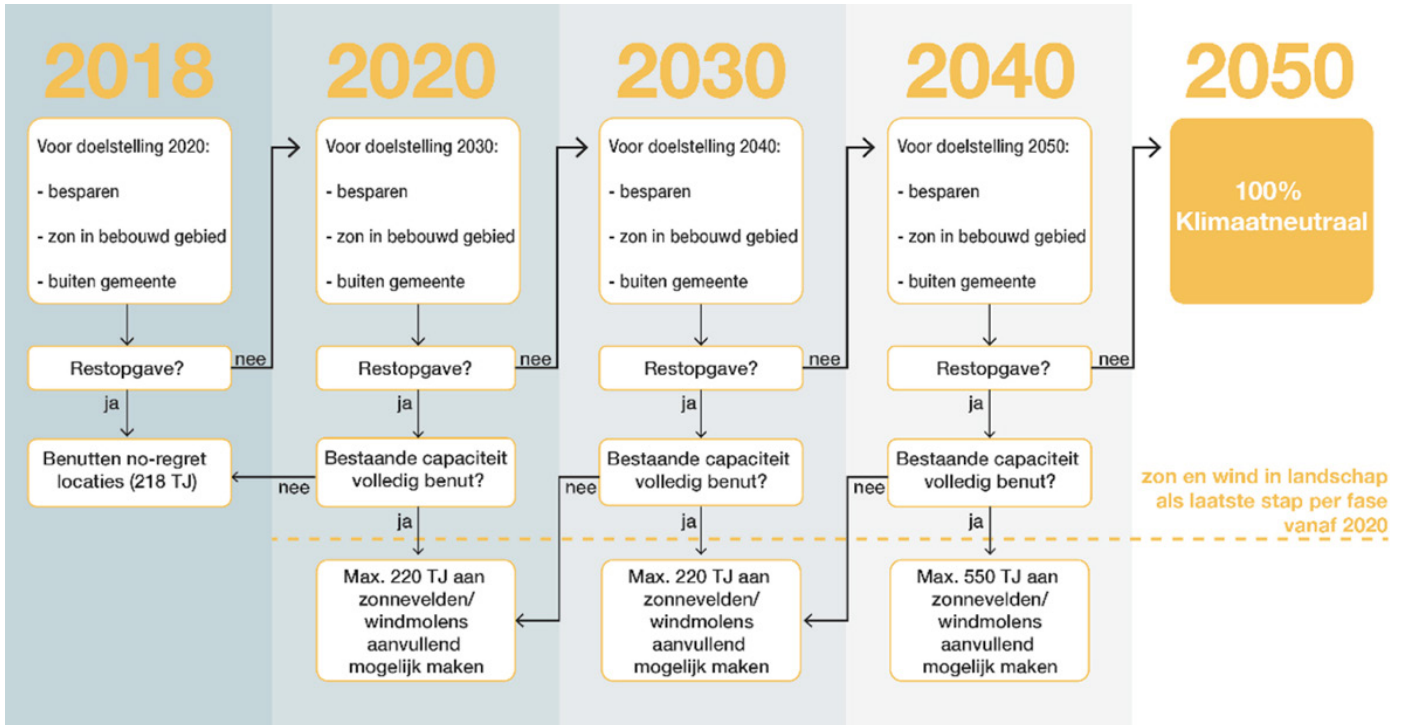 2018
Voor doelstelling 2020:
- besparen
- zon in bebouwd gebied
- buiten gemeente
Restopgave?
nee
ja
Benutten no-regret
locaties (218 TJ)
2020
Voor doelstelling 2030:
- besparen
- zon in bebouwd gebied
- buiten gemeente
Restopgave?
nee
ja
Bestaande capaciteit
volledig benut?
nee
ja
Max. 220 TJ aan
zonnevelden/
windmolens
aanvullend
mogelijk maken
2030
Voor doelstelling 2040:
- besparen
- zon in bebouwd gebied
- buiten gemeente
Restopgave?
nee
ja
Bestaande capaciteit
volledig benut?
nee
ja
Max. 220 TJ aan
zonnevelden/
windmolens
aanvullend
mogelijk maken
2040
Voor doelstelling 2050:
- besparen
- zon in bebouwd gebied
- buiten gemeente
Restopgave?
nee
ja
Bestaande capaciteit
volledig benut?
nee
ja
Max. 550 TJ aan
zonnevelden/
windmolens
aanvullend
mogelijk maken
2050
100%
Klimaatneutraal
zon en wind in landschap
als laatste stap per fase
vanaf 2020